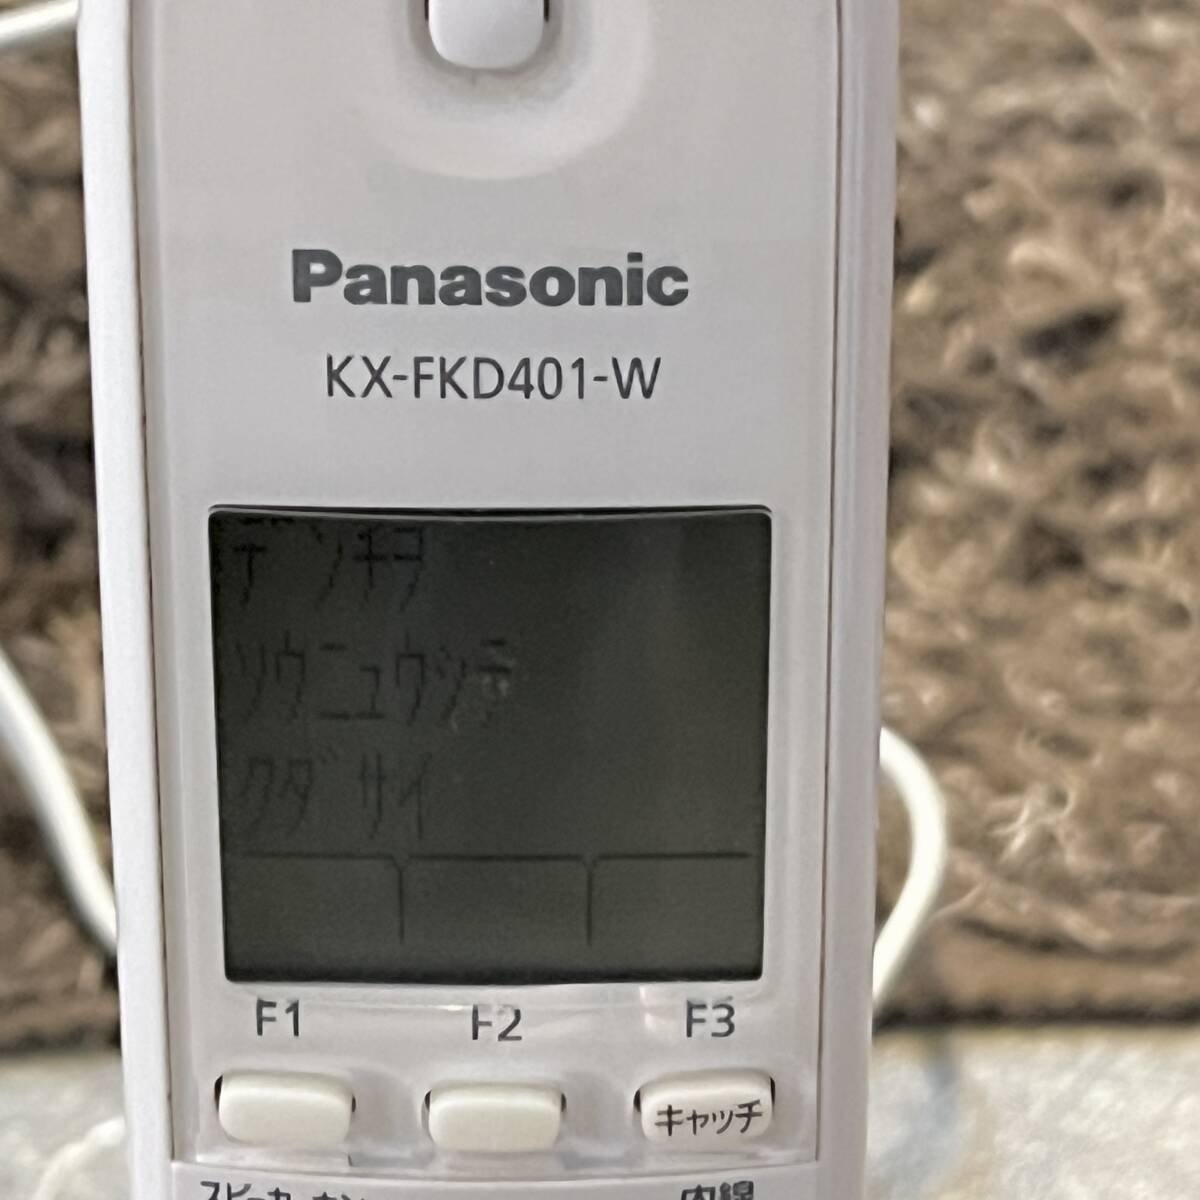 Panasonic
KX-FKD401-W
デンチヲ
ソウニュウシテ
クダサイ
F1 F2 F3
キャッチ
内線